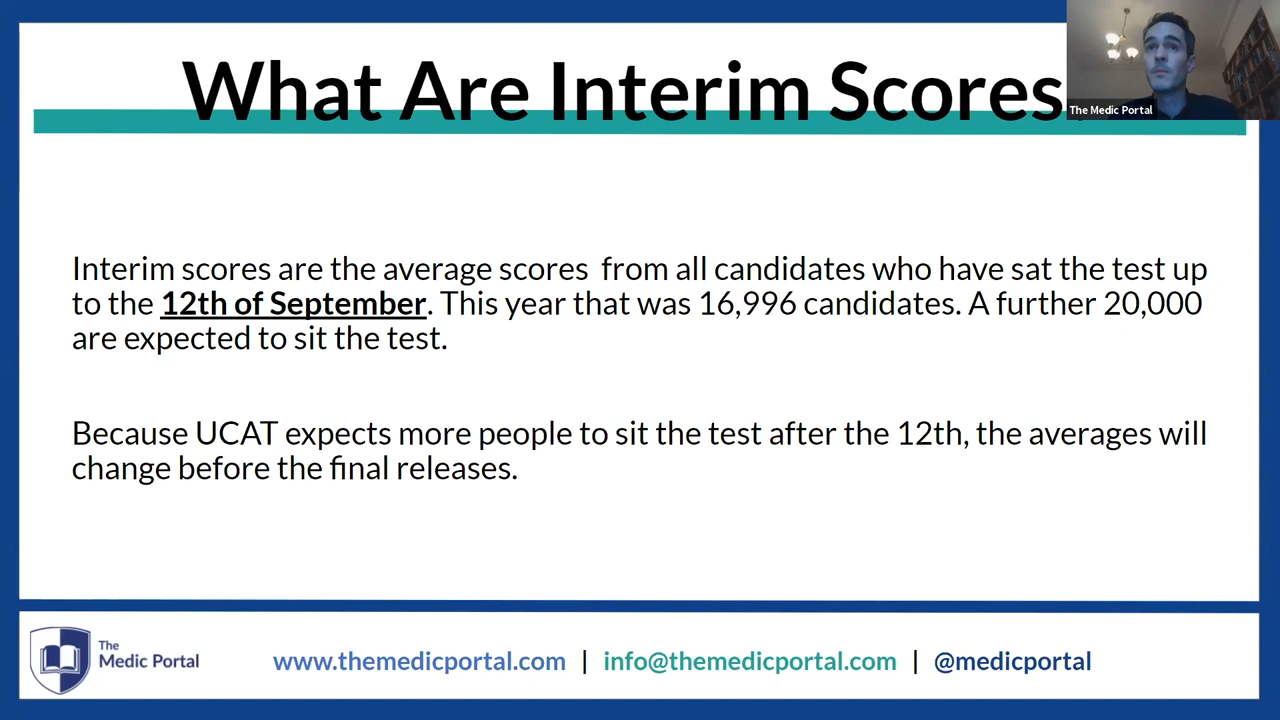 What Are Interim Scores
The Medic Portal
Interim scores are the average scores from all candidates who have sat the test up
to the 12th of September. This year that was 16,996 candidates. A further 20,000
are expected to sit the test.
Because UCAT expects more people to sit the test after the 12th, the averages will
change before the final releases.
The
Medic Portal
www.themedicportal.com | info@themedicportal.com | @medicportal